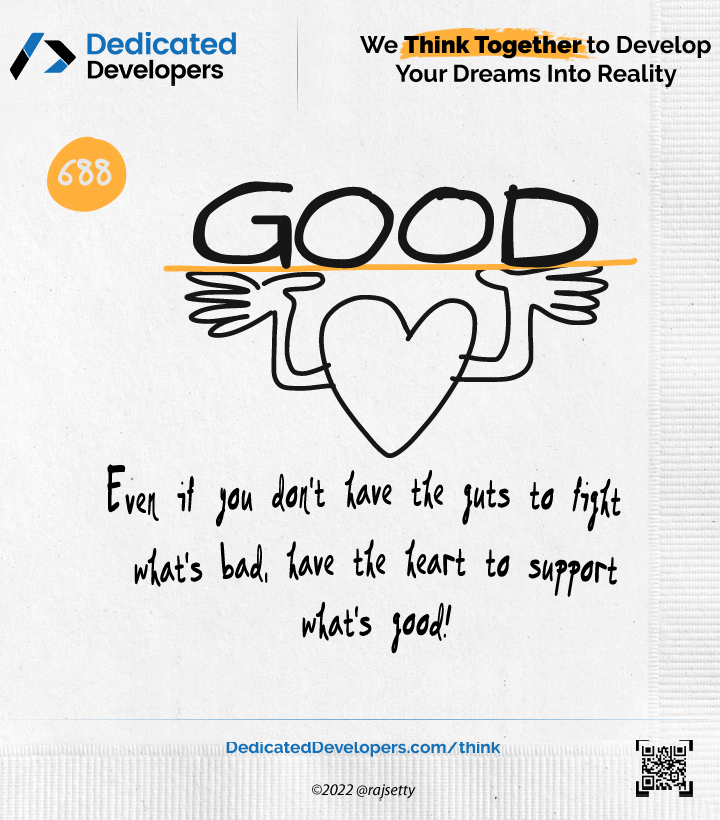 Dedicated
Developers
We Think Together to Develop
Your Dreams Into Reality
688
GOOD
Even if you don't have the guts to fight
what's bad, have the heart to support
what's good!
DedicatedDevelopers.com/think
©2022 @rajsetty